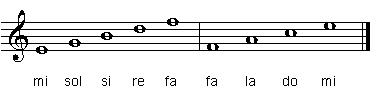 mi sol si re fa fa la do mi